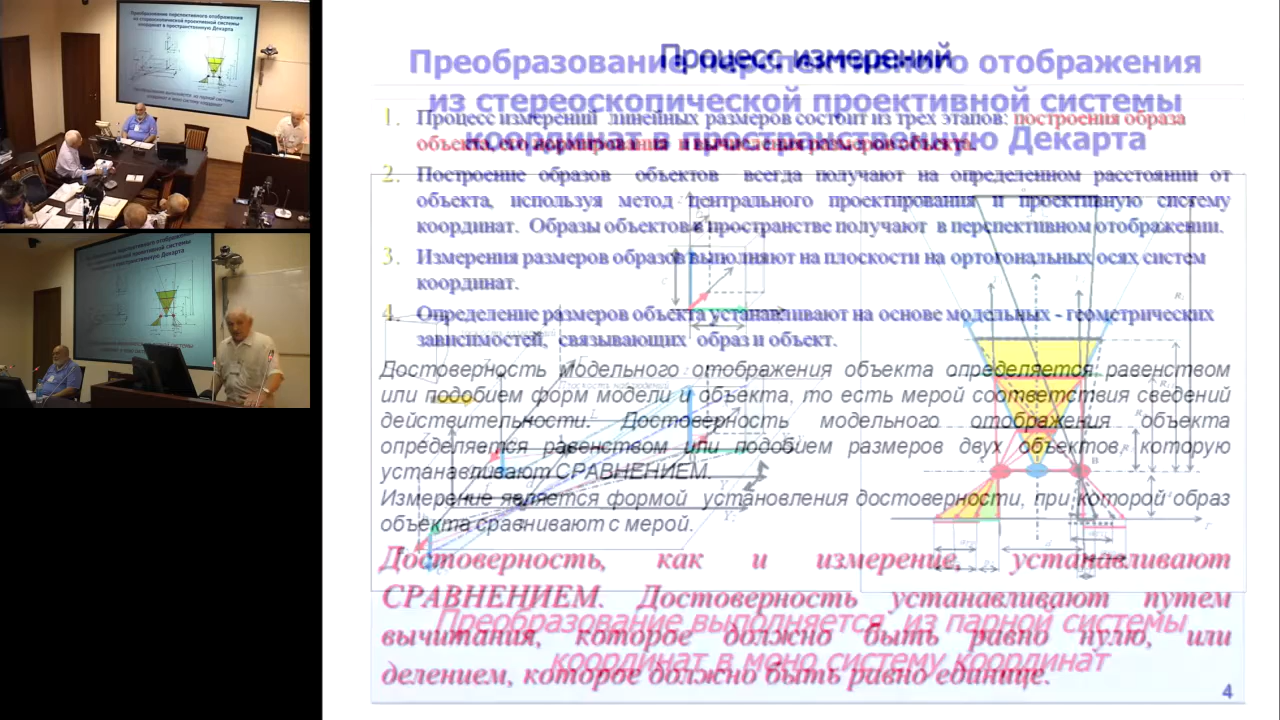 Преобразование перспективного отображения
из стереоскопической проективной системы
координат в пространственную Декарта
Процесс измерений
1. Процесс измерений линейных размеров состоит из трех этапов: построения образа
объекта, его нормирования и вычисления размеров объекта.
2. Построение образов объектов всегда получают на определенном расстоянии от
объекта, используя метод центрального проектирования и проективную систему
координат. Образы объектов в пространстве получают в перспективном отображении.
3. Измерения размеров образов выполняют на плоскости на ортогональных осях систем
координат.
4. Определение размеров объекта устанавливают на основе модельных - геометрических
зависимостей, связывающих образ и объект.
Достоверность модельного отображения объекта определяется равенством
или подобием форм модели и объекта, то есть мерой соответствия сведений
действительности. Достоверность модельного отображения объекта
определяется равенством или подобием размеров двух объектов, которую
устанавливают СРАВНЕНИЕМ.
Измерение является формой установления достоверности, при которой образ
объекта сравнивают с мерой.
Достоверность, как и измерение, устанавливают
СРАВНЕНИЕМ. Достоверность устанавливают путем
вычитания, которое должно быть равно нулю, или
делением, которое должно быть равно единице.
Преобразование выполняется из парной системы
координат в моно систему координат
4